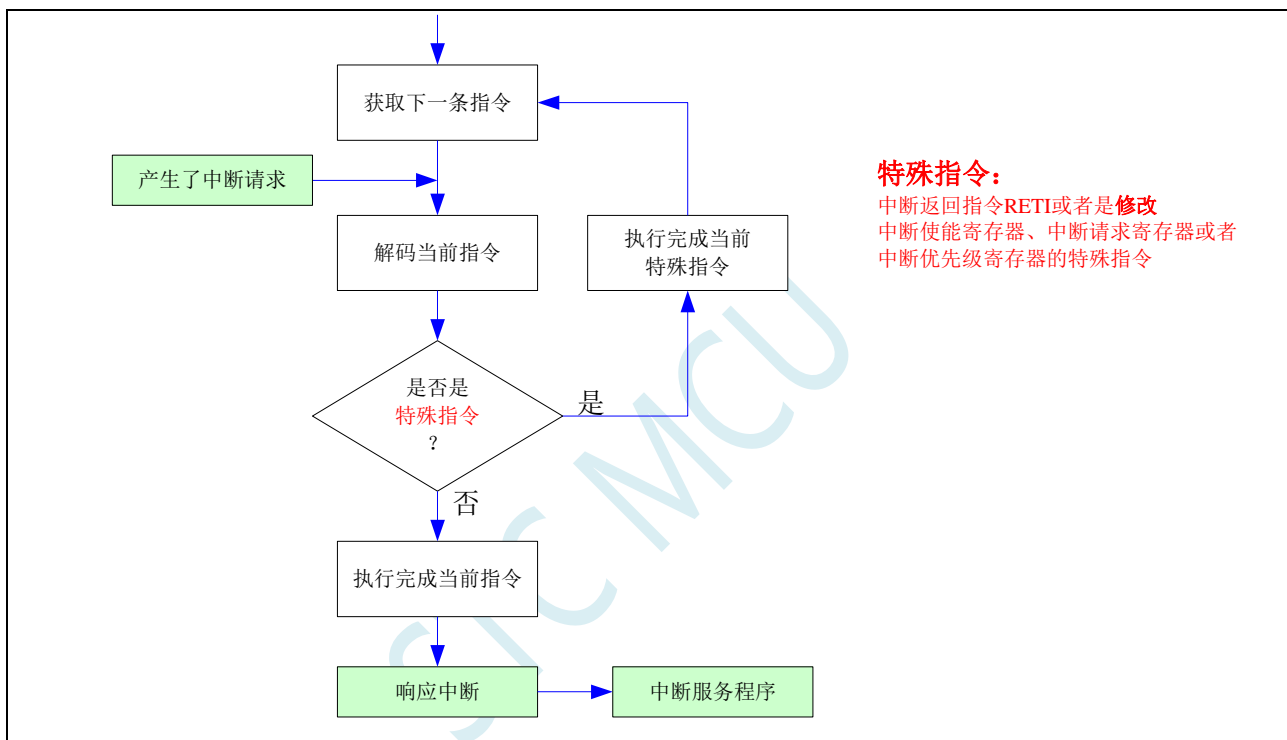 获取下一条指令
产生了中断请求
解码当前指令
执行完成当前
特殊指令
是否是
特殊指令
?
是
否
执行完成当前指令
响应中断
中断服务程序
特殊指令：
中断返回指令RETI或者是修改
中断使能寄存器、中断请求寄存器或者
中断优先级寄存器的特殊指令
STC MCU